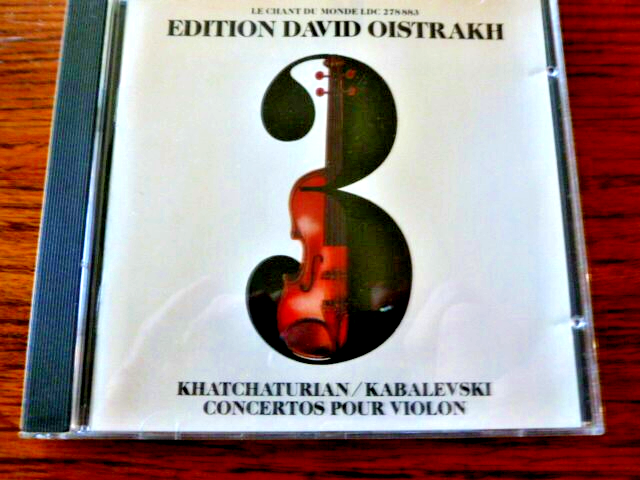 LE CHANT DU MONDE LDC 278 883
EDITION DAVID OISTRAKH
3
KHATCHATURIAN/KABALEVSKI
CONCERTOS POUR VIOLON